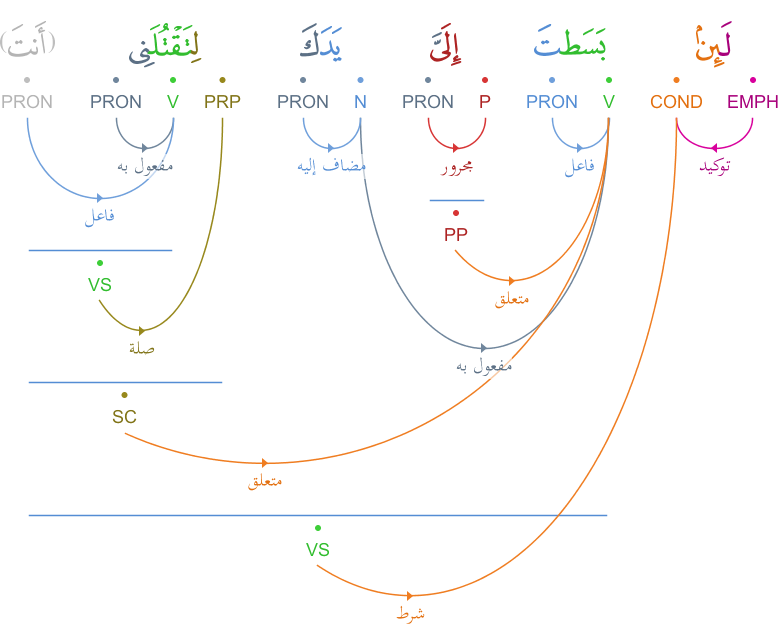 لَئِنۢ بَسَطتَ إِلَىَّ يَدَكَ لِتَقْتُلَنِى (أَنتَ)
PRON PRON V PRP PRON N PRON P PRON V COND EMPH
توكيد فاعل مجرور مضاف إليه مفعول به
فاعل
PP
VS
متعلق
صلة
مفعول به
SC
متعلق
VS
شرط